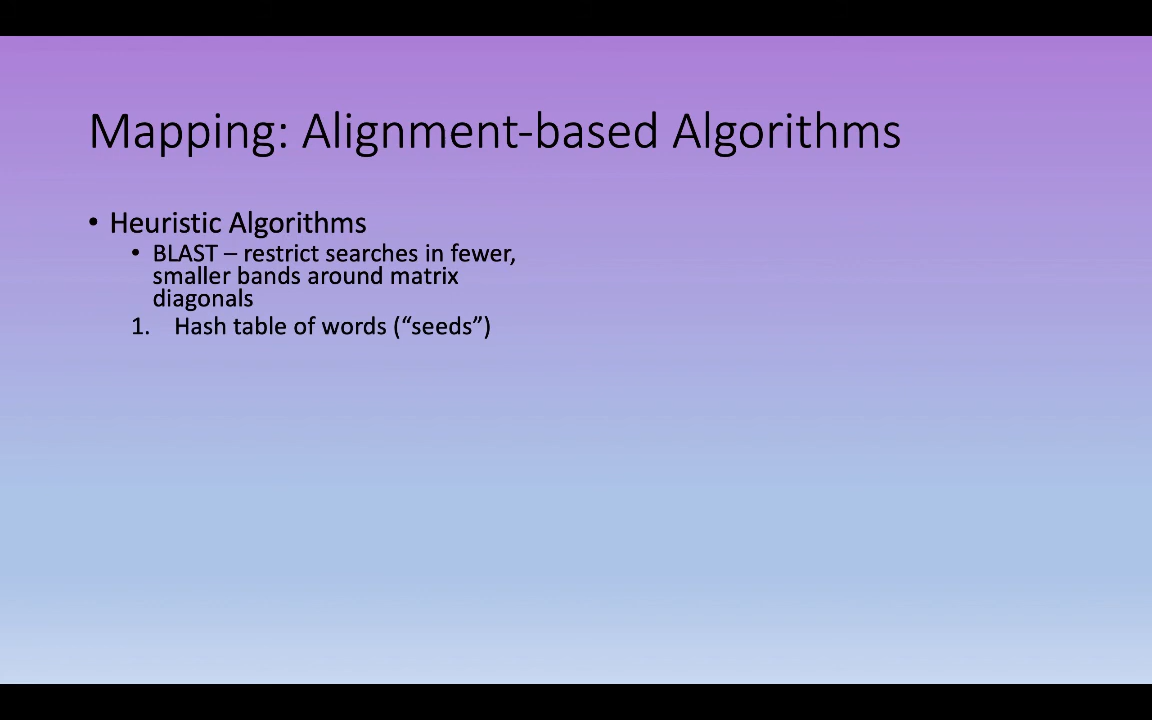 Mapping: Alignment-based Algorithms
• Heuristic Algorithms
• BLAST – restrict searches in fewer,
smaller bands around matrix
diagonals
1. Hash table of words (“seeds”)